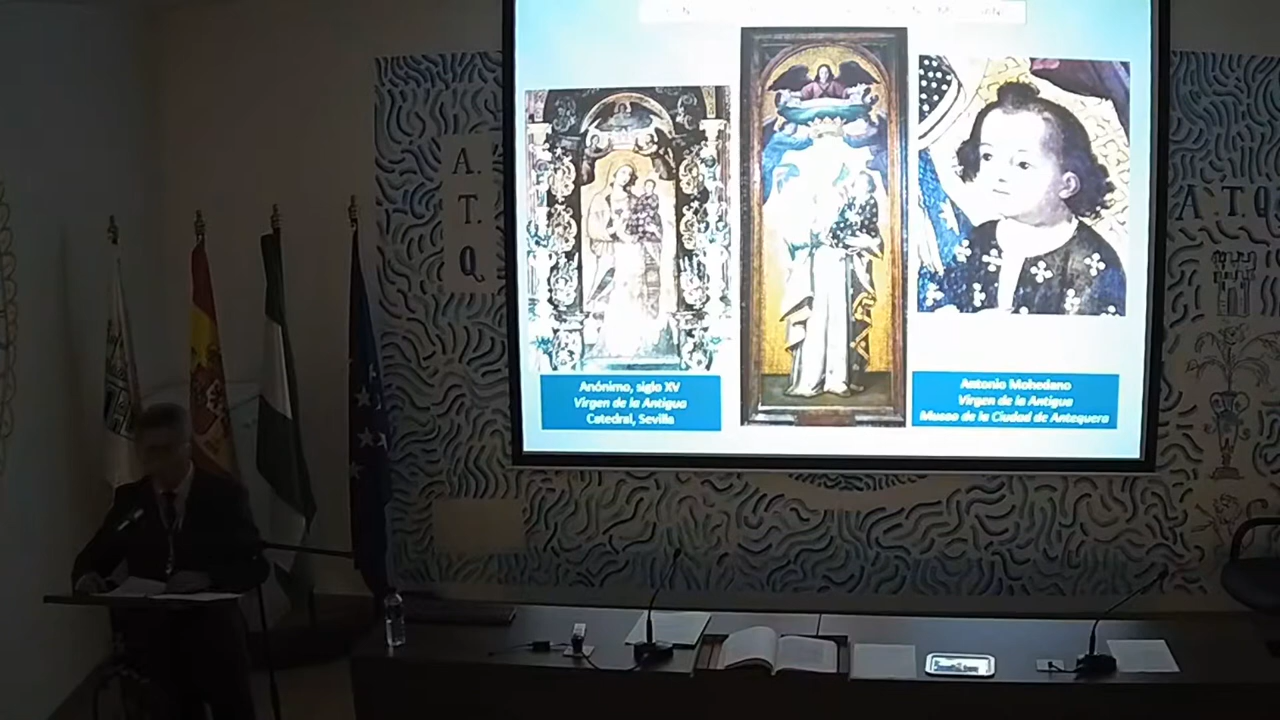 A.
T.
Q
A.T.Q
Anónimo, siglo XV
Virgen de la Antigua
Catedral, Sevilla
Antonio Mohedano
Virgen de la Antigua
Museo de la Ciudad de Antequera